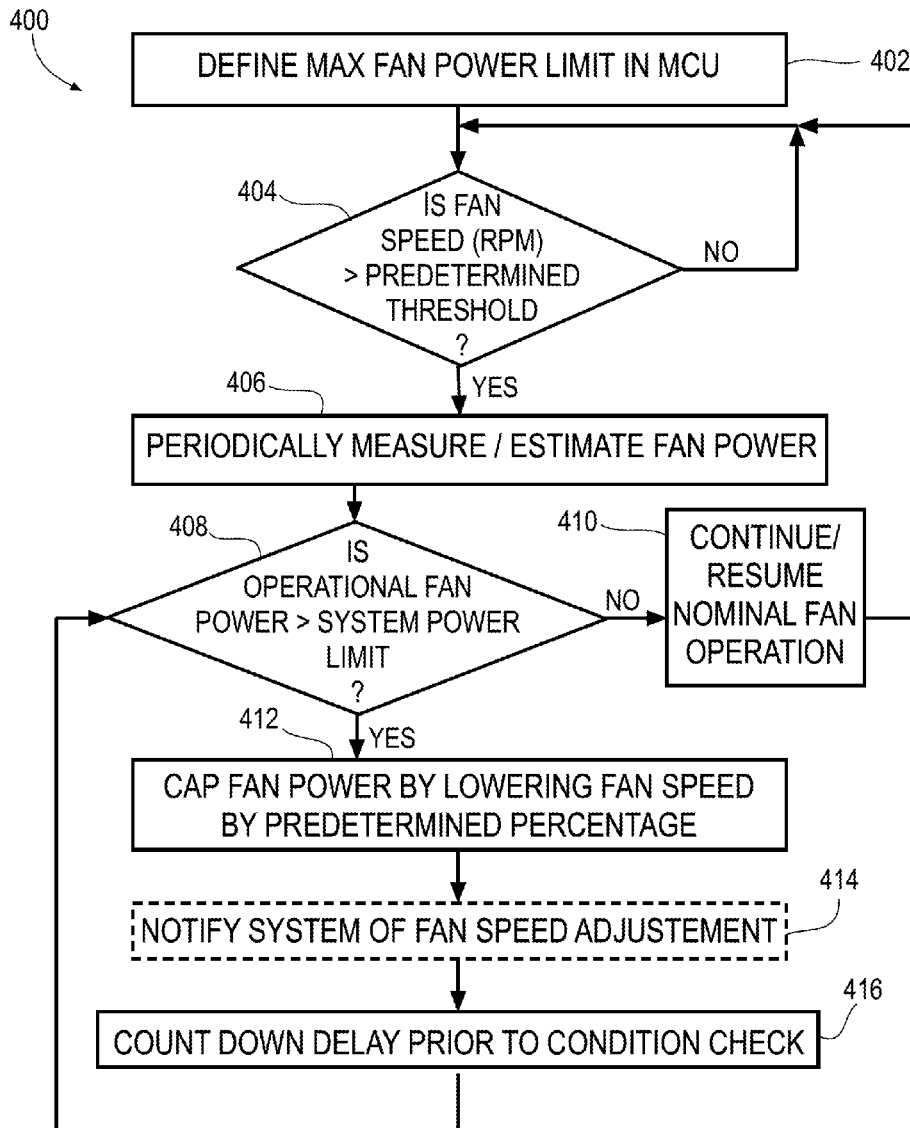 400
DEFINE MAX FAN POWER LIMIT IN MCU
402
404
IS FAN
SPEED (RPM)
> PREDETERMINED
THRESHOLD
?
NO
YES
406
PERIODICALLY MEASURE / ESTIMATE FAN POWER
408
IS
OPERATIONAL FAN
POWER > SYSTEM POWER
LIMIT
?
NO
410
CONTINUE/
RESUME
NOMINAL FAN
OPERATION
YES
412
CAP FAN POWER BY LOWERING FAN SPEED
BY PREDETERMINED PERCENTAGE
414
NOTIFY SYSTEM OF FAN SPEED ADJUSTEMENT
416
COUNT DOWN DELAY PRIOR TO CONDITION CHECK